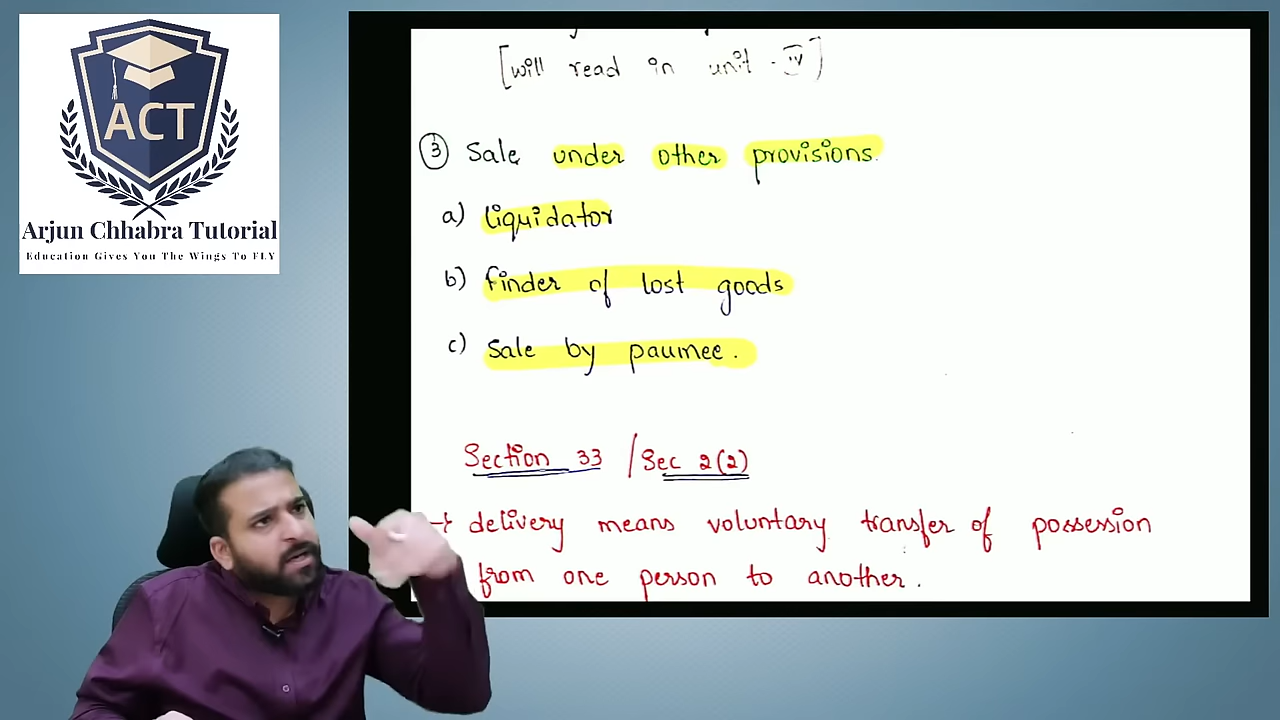 ACT
Arjun Chhabra Tutorial
Education Gives You The Wings To FLY
[will read in unit - IV]
③ Sale under other provisions.
a) liquidator
b) finder of lost goods
c) Sale by pawnee.
Section 33 / Sec 2(2)
→ delivery means voluntary transfer of possession
from one person to another.